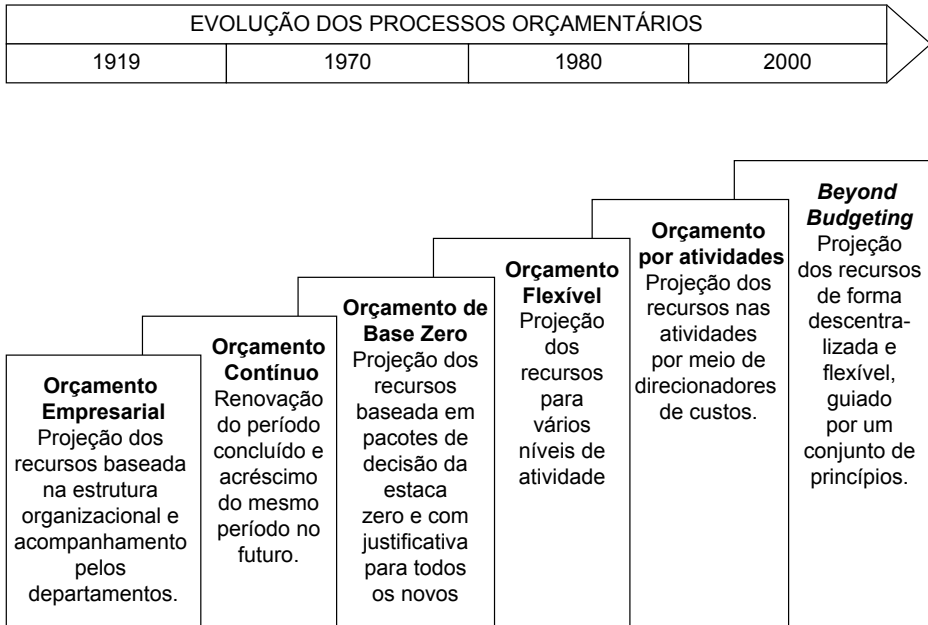 EVOLUÇÃO DOS PROCESSOS ORÇAMENTÁRIOS
1919 1970 1980 2000
Orçamento
Empresarial
Projeção dos
recursos baseada
na estrutura
organizacional e
acompanhamento
pelos
departamentos.
Orçamento
Contínuo
Renovação
do período
concluído e
acréscimo
do mesmo
período no
futuro.
Orçamento de
Base Zero
Projeção dos
recursos
baseada em
pacotes de
decisão da
estaca
zero e com
justificativa
para todos
os novos
Orçamento
Flexível
Projeção
dos
recursos
para
vários
níveis de
atividade
Orçamento
por atividades
Projeção dos
recursos nas
atividades
por meio de
direcionadores
de custos.
Beyond
Budgeting
Projeção
dos recursos
de forma
descentra-
lizada e
flexível,
guiado
por um
conjunto de
princípios.